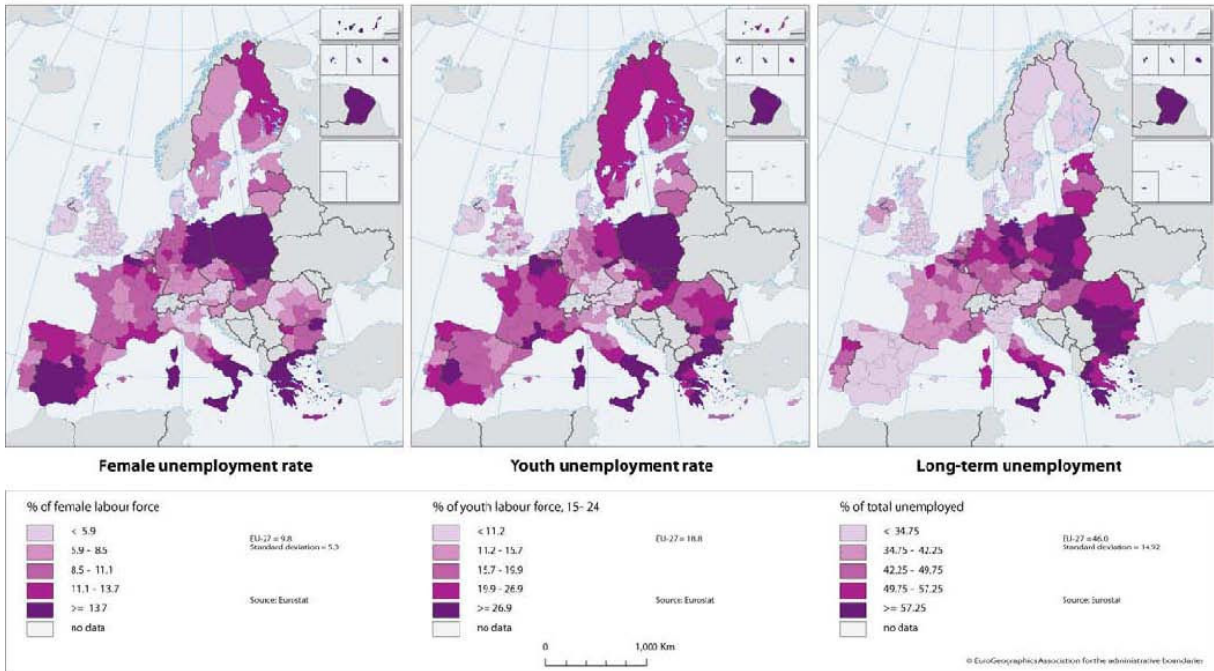 Female unemployment rate
Youth unemployment rate
Long-term unemployment
% of female labour force
< 5.9
5.9 - 8.5
8.5 - 11.1
11.1 - 13.7
>= 13.7
no data
EU-27 = 9.8
Standard deviation =
Source: Eurostat
% of youth labour force, 15- 24
< 11.2
11.2 - 15.7
15.7 - 19.9
19.9 - 26.9
>= 26.9
no data
EU-27 = 18.8
Source: Eurostat
0 1,000 Km
% of total unemployed
< 34.75
34.75 - 42.25
42.25 - 49.75
49.75 - 57.25
>= 57.25
no data
EU-27 = 46.0
Standard deviation = 14.92
Source: Eurostat
© EuroGeographics Association for the administrative boundaries